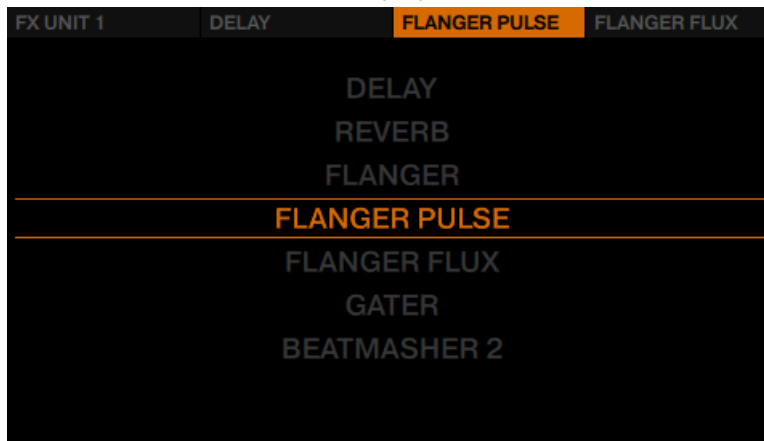 FX UNIT 1 DELAY FLANGER PULSE FLANGER FLUX
DELAY
REVERB
FLANGER
FLANGER PULSE
FLANGER FLUX
GATER
BEATMASHER 2